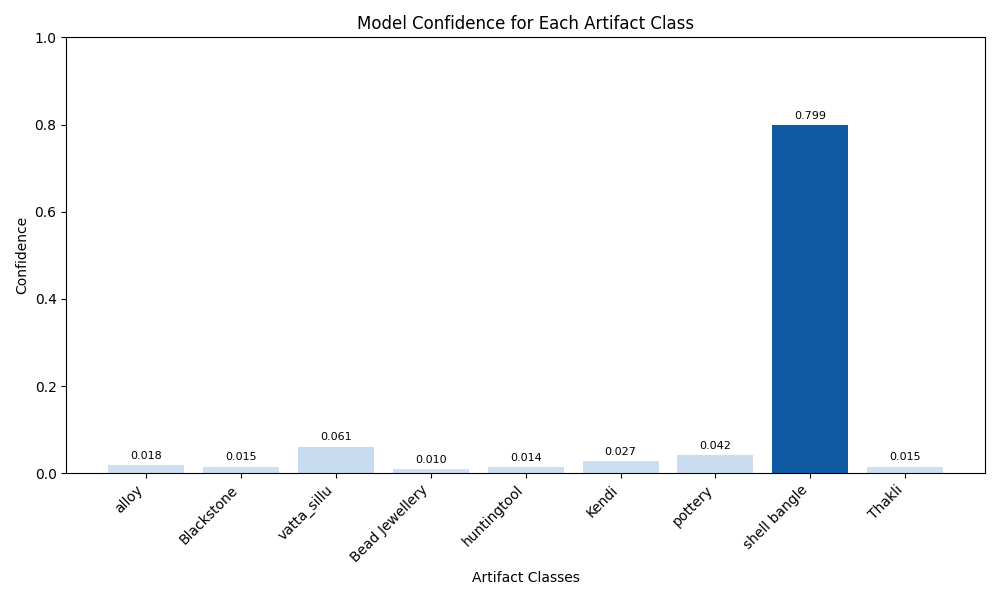 Model Confidence for Each Artifact Class
1.0
0.8
0.6
0.4
0.2
0.0
Confidence
0.018
0.015
0.061
0.010
0.014
0.027
0.042
0.799
0.015
alloy
Blackstone
vatta_sillu
Bead Jewellery
huntingtool
Kendi
pottery
shell bangle
Thakli
Artifact Classes